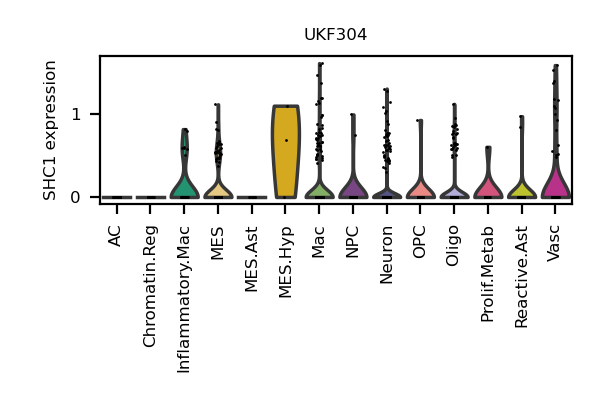 UKF304
SHC1 expression
1
0
AC
Chromatin.Reg
Inflammatory.Mac
MES
MES.Ast
MES.Hyp
Mac
NPC
Neuron
OPC
Oligo
Prolif.Metab
Reactive.Ast
Vasc